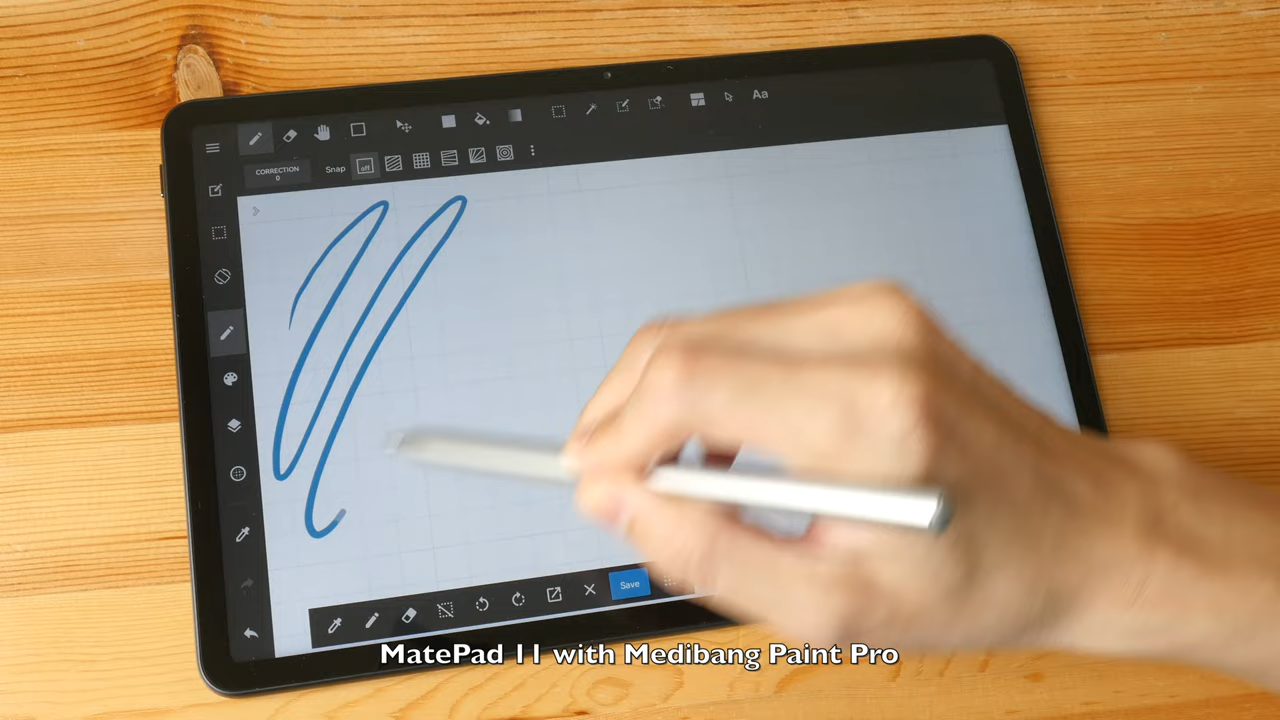 Aa
CORRECTION
0
Snap
off
Save
MatePad 11 with Medibang Paint Pro